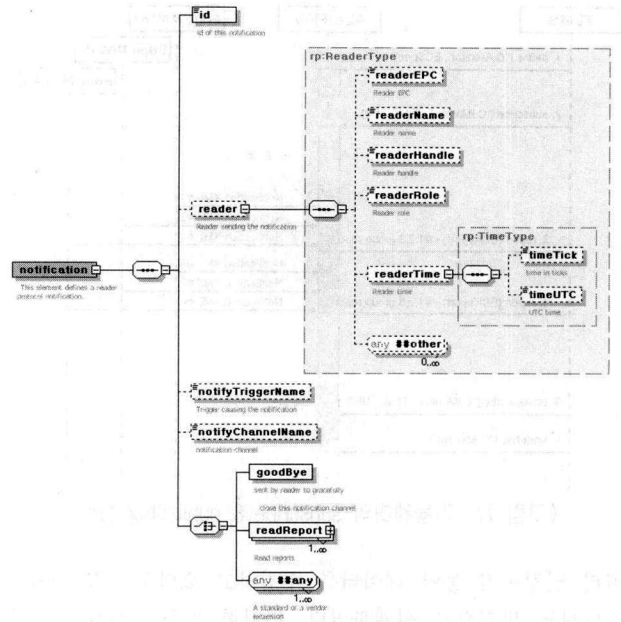 id
id of this notification
rp:ReaderType
readerEPC
Reader EPC
readerName
Reader name
readerHandle
Reader handle
readerRole
Reader role
reader
Reader sending the notification
rp:TimeType
timeTick
time in ticks
readerTime
Reader time
timeUTC
UTC time
notification
This element defines a reader
protocol notification.
any ##other
0..∞
notifyTriggerName
Trigger causing the notification
notifyChannelName
notification channel
goodBye
sent by reader to gracefully
close this notification channel
readReport
1..∞
Read reports
any ##any
1..∞
A standard or a vendor
extension